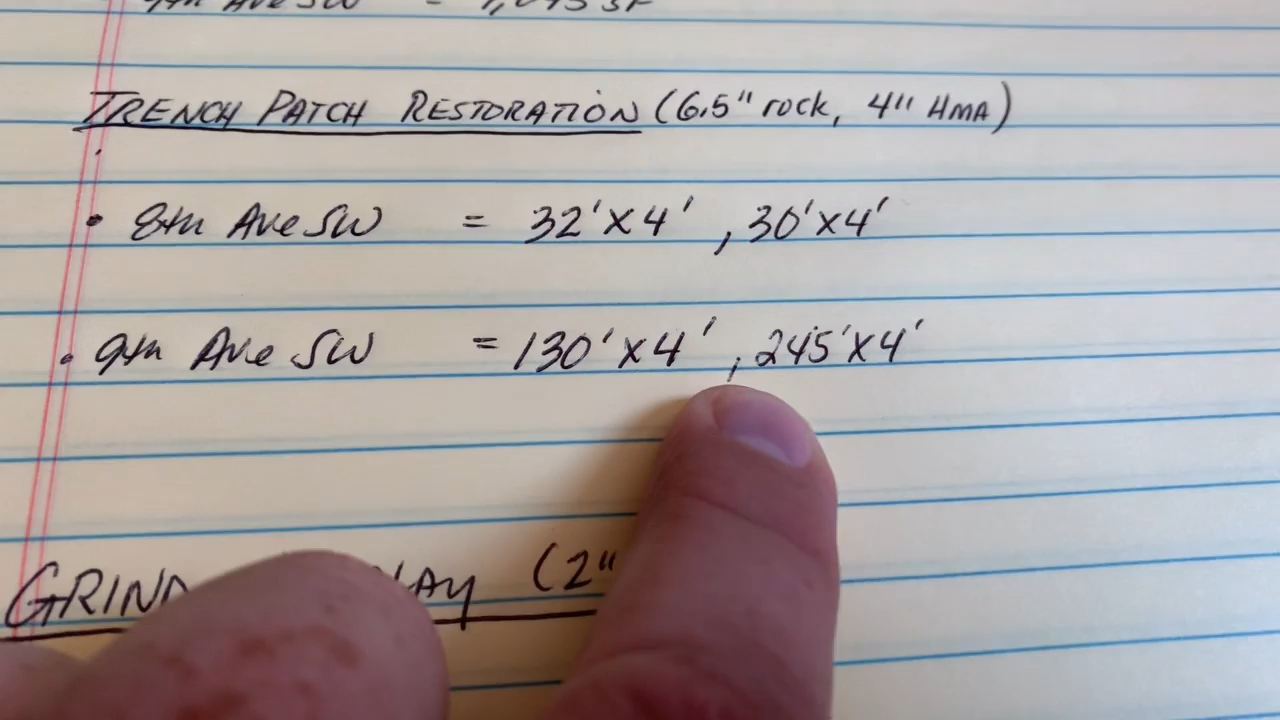 TRENCH PATCH RESTORATION (6.5" rock, 4" HMA)
• 8th Ave SW = 32'x4', 30'x4'
• 9th Ave SW = 130'x4', 245'x4'
(2"